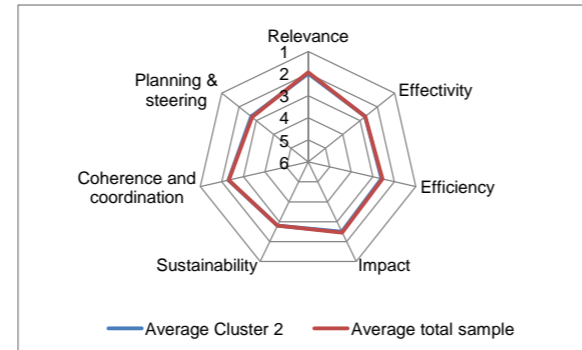 Relevance
1
2
3
4
5
6
Planning &
steering
Effectivity
Coherence and
coordination
Efficiency
Sustainability
Impact
Average Cluster 2
Average total sample